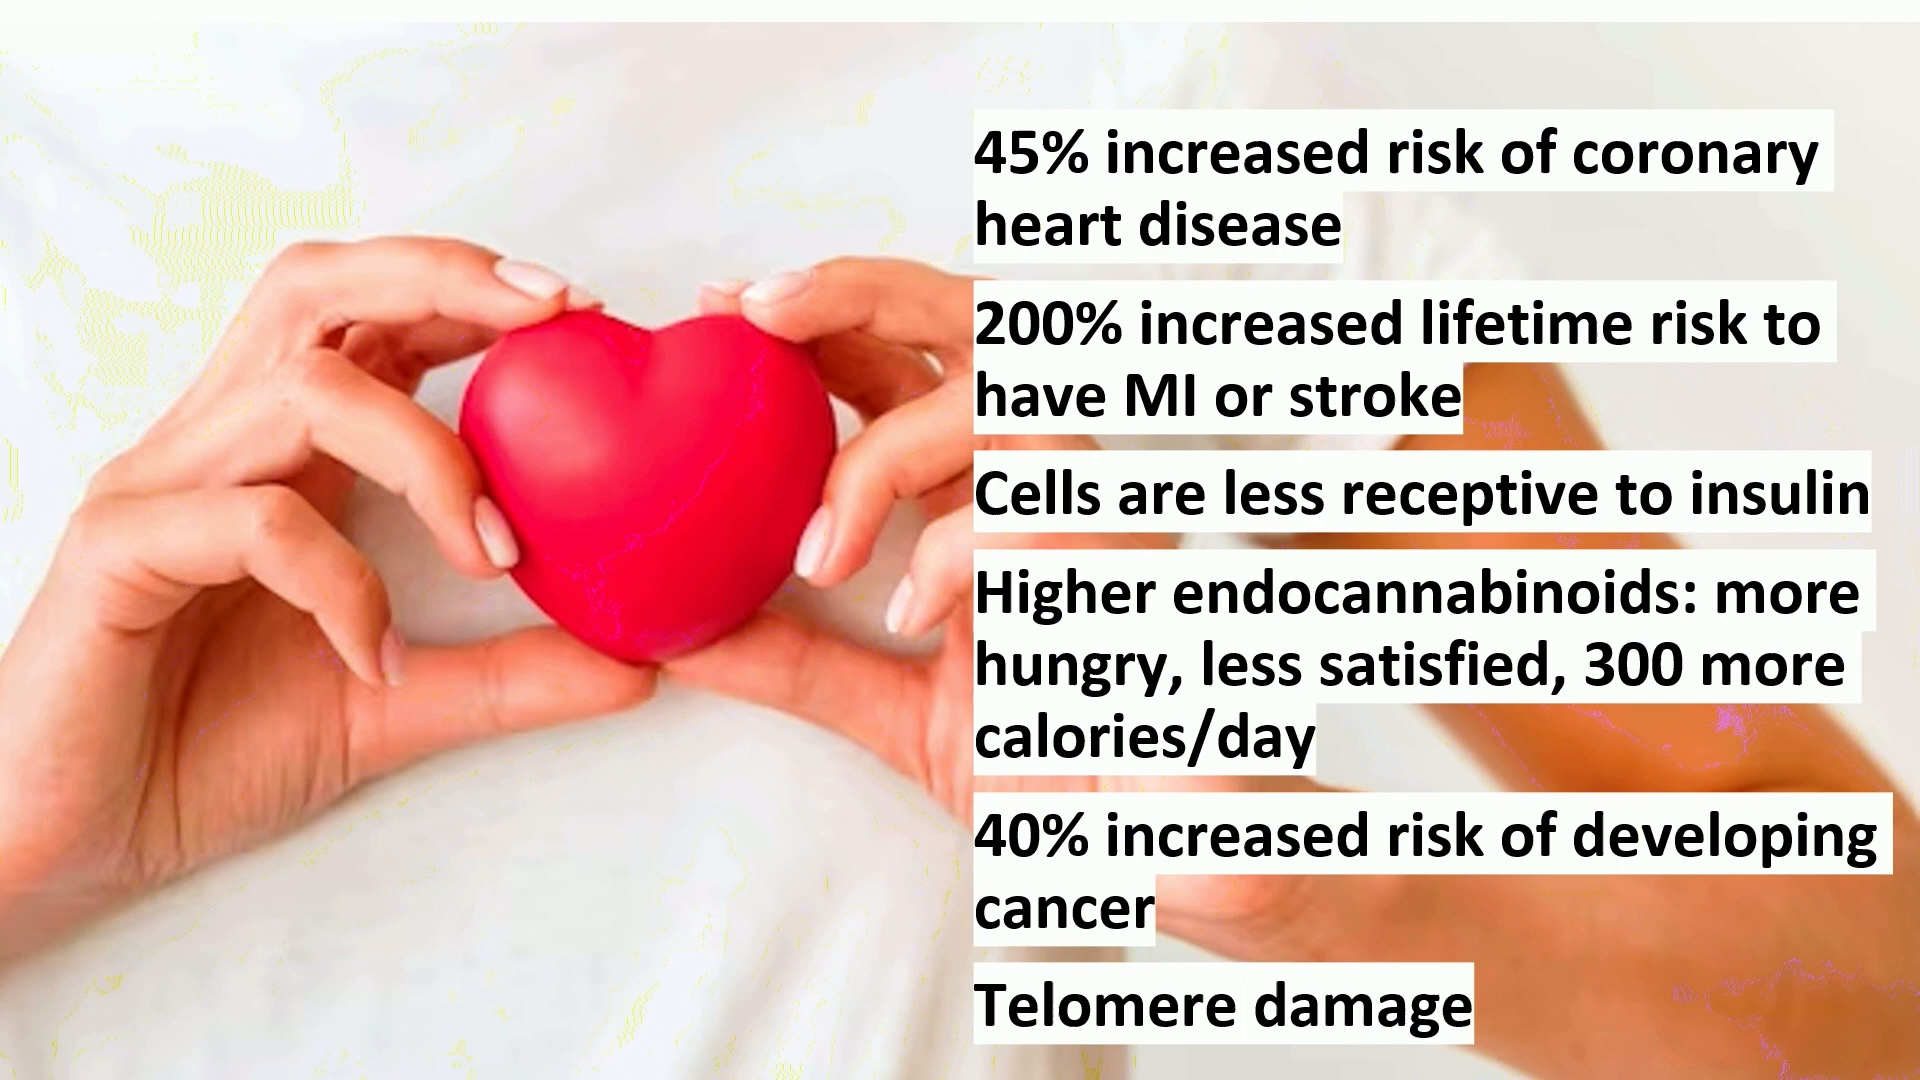 45% increased risk of coronary
heart disease
200% increased lifetime risk to
have MI or stroke
Cells are less receptive to insulin
Higher endocannabinoids: more
hungry, less satisfied, 300 more
calories/day
40% increased risk of developing
cancer
Telomere damage